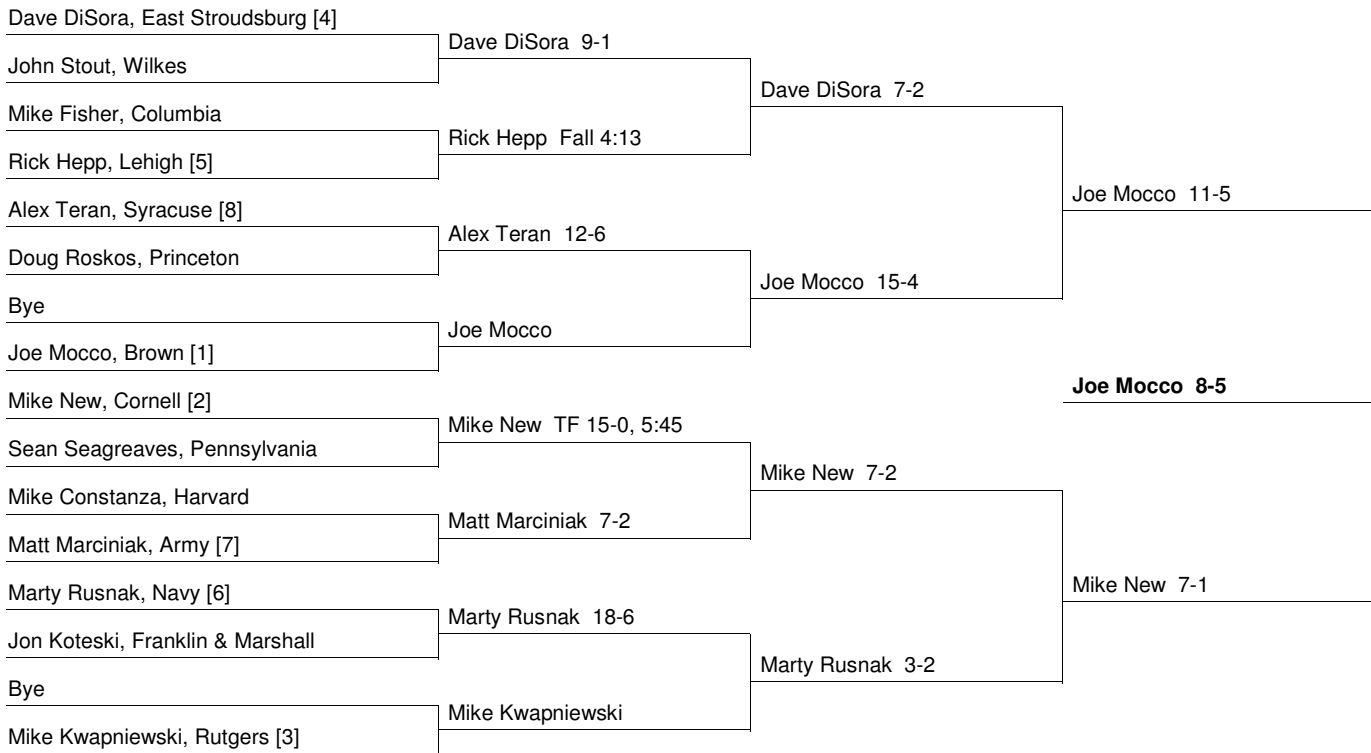 Dave DiSora, East Stroudsburg [4]
John Stout, Wilkes
Mike Fisher, Columbia
Rick Hepp, Lehigh [5]
Alex Teran, Syracuse [8]
Doug Roskos, Princeton
Bye
Joe Mocco, Brown [1]
Mike New, Cornell [2]
Sean Seagreaves, Pennsylvania
Mike Constanza, Harvard
Matt Marciniak, Army [7]
Marty Rusnak, Navy [6]
Jon Koteski, Franklin & Marshall
Bye
Mike Kwapniewski, Rutgers [3]
Dave DiSora 9-1
Rick Hepp Fall 4:13
Alex Teran 12-6
Joe Mocco
Mike New TF 15-0, 5:45
Matt Marciniak 7-2
Marty Rusnak 18-6
Mike Kwapniewski
Dave DiSora 7-2
Joe Mocco 15-4
Mike New 7-2
Marty Rusnak 3-2
Joe Mocco 11-5
Joe Mocco 8-5
Mike New 7-1